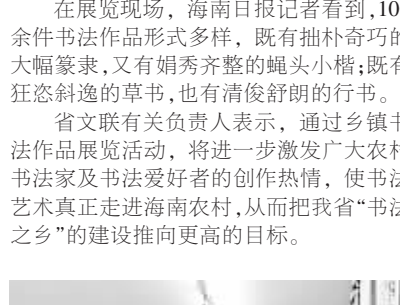 在展览现场，海南日报记者看到,10
余件书法作品形式多样，既有拙朴奇巧的
大幅篆隶,又有娟秀齐整的蝇头小楷;既有
狂恣斜逸的草书,也有清俊舒朗的行书。
省文联有关负责人表示，通过乡镇书
法作品展览活动，将进一步激发广大农村
书法家及书法爱好者的创作热情，使书法
艺术真正走进海南农村,从而把我省“书法
之乡”的建设推向更高的目标。